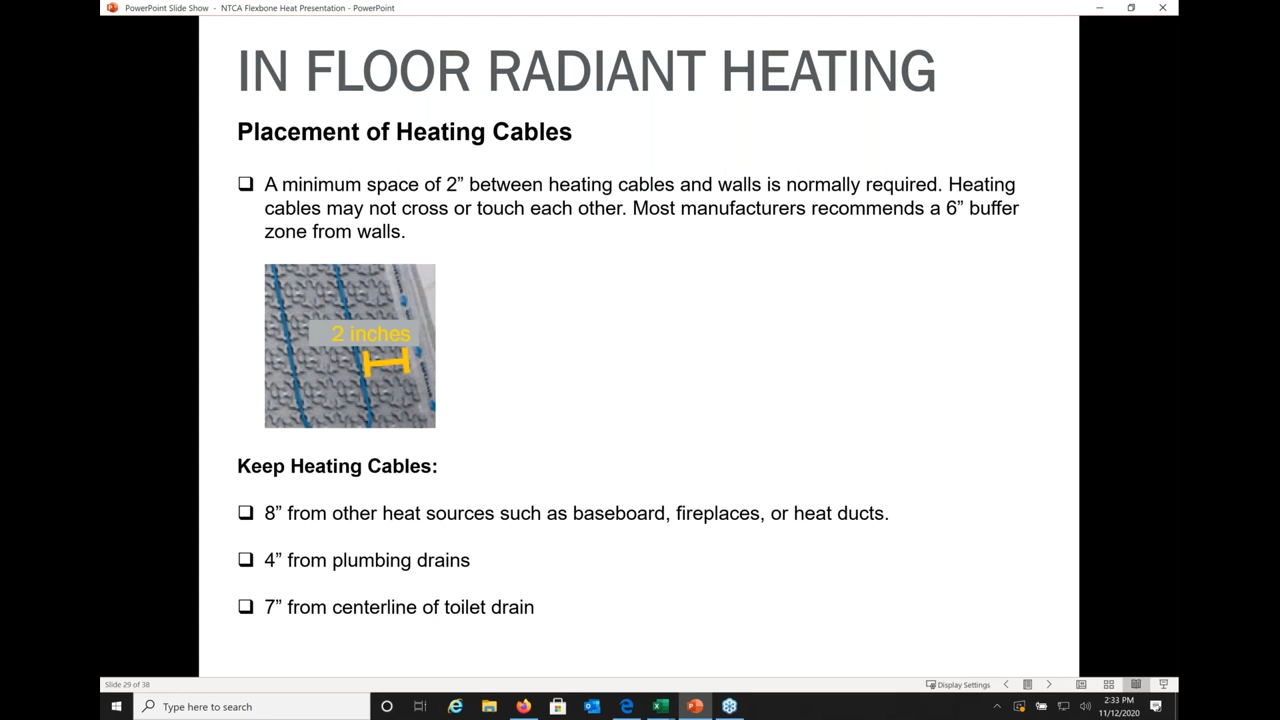 PowerPoint Slide Show - NTCA Flexbone Heat Presentation - PowerPoint
IN FLOOR RADIANT HEATING
Placement of Heating Cables
A minimum space of 2” between heating cables and walls is normally required. Heating
cables may not cross or touch each other. Most manufacturers recommends a 6” buffer
zone from walls.
2 inches
Keep Heating Cables:
8” from other heat sources such as baseboard, fireplaces, or heat ducts.
4” from plumbing drains
7” from centerline of toilet drain
Slide 29 of 38
Display Settings
Type here to search
2:33 PM
11/12/2020